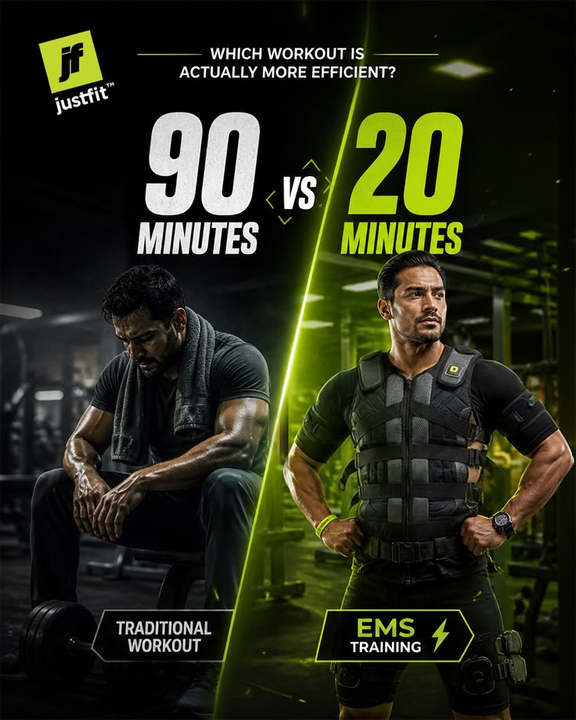 jf
justfit™
WHICH WORKOUT IS
ACTUALLY MORE EFFICIENT?
90
MINUTES
VS
20
MINUTES
TRADITIONAL
WORKOUT
EMS
TRAINING